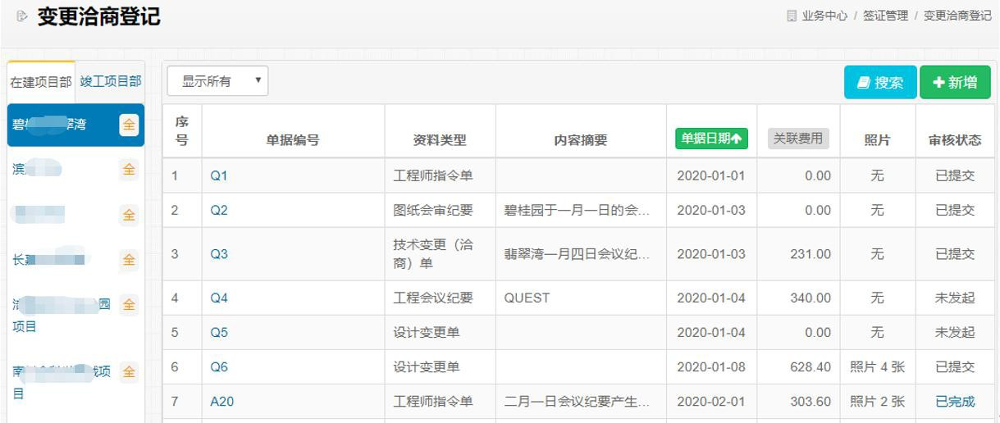 变更洽商登记
业务中心 / 签证管理 / 变更洽商登记
在建项目部 竣工项目部
碧 翠湾 全
滨 全
全
长 全
园 全
项目
南 项 全
目
显示所有
搜索 新增
序号 单据编号 资料类型 内容摘要 单据日期 关联费用 照片 审核状态
1 Q1 工程师指令单 2020-01-01 0.00 无 已提交
2 Q2 图纸会审纪要 碧桂园于一月一日的会... 2020-01-03 0.00 无 已提交
3 Q3 技术变更（洽商）单 翡翠湾一月四日会议纪... 2020-01-03 231.00 无 已提交
4 Q4 工程会议纪要 QUEST 2020-01-04 340.00 无 未发起
5 Q5 设计变更单 2020-01-04 0.00 无 未发起
6 Q6 设计变更单 2020-01-08 628.40 照片 4 张 已提交
7 A20 工程师指令单 二月一日会议纪要产生... 2020-02-01 303.60 照片 2 张 已完成